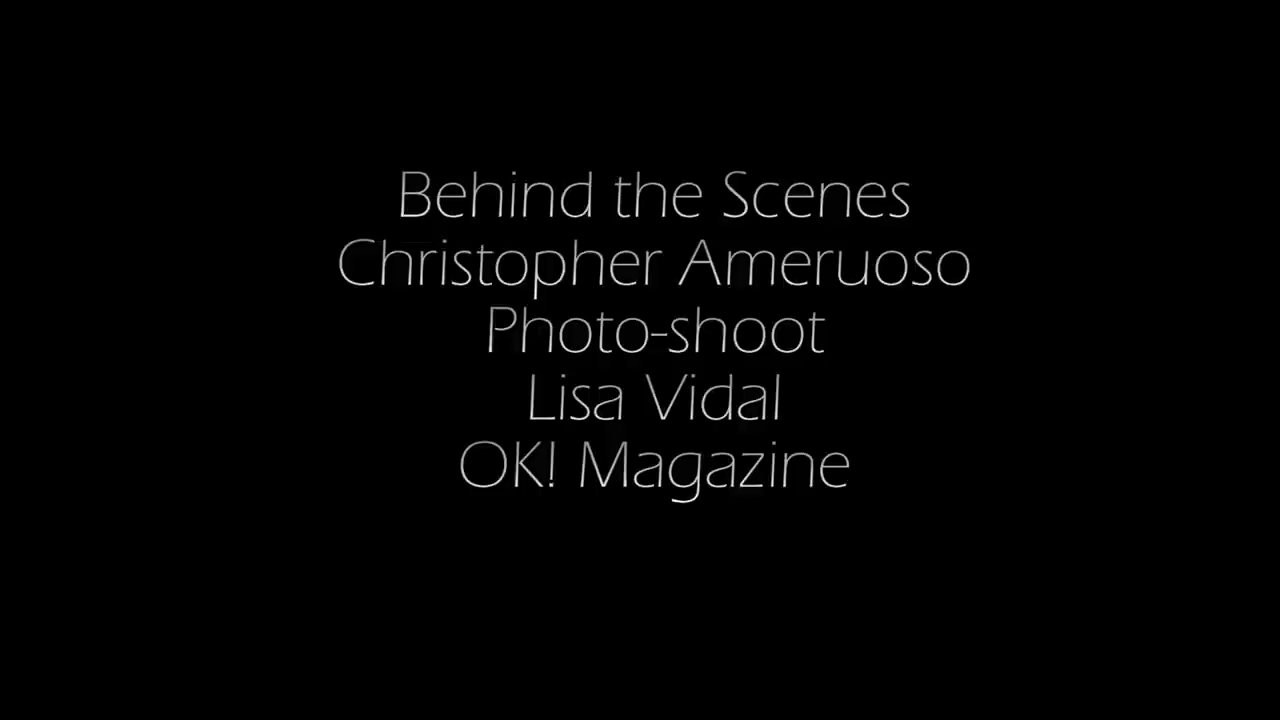 Behind the Scenes
Christopher Ameruoso
Photo-shoot
Lisa Vidal
OK! Magazine